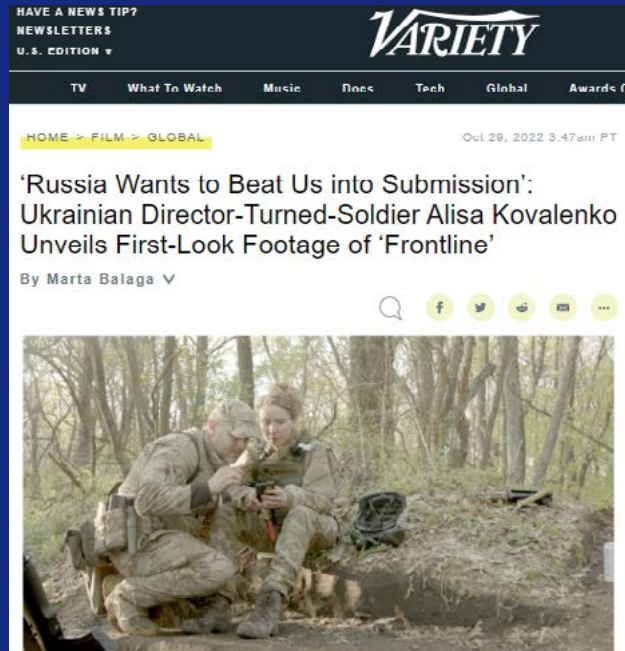 HAVE A NEWS TIP?
NEWSLETTERS
U.S. EDITION ▾
VARIETY
TV What To Watch Music Docs Tech Global Awards
HOME > FILM > GLOBAL
Oct 29, 2022 3:47am PT
‘Russia Wants to Beat Us into Submission’:
Ukrainian Director-Turned-Soldier Alisa Kovalenko
Unveils First-Look Footage of ‘Frontline’
By Marta Balaga